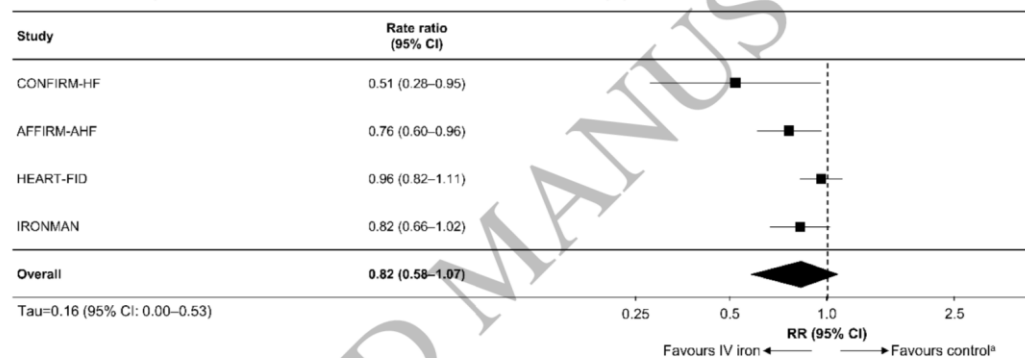 Study Rate ratio
(95% CI)
CONFIRM-HF 0.51 (0.28–0.95)
AFFIRM-AHF 0.76 (0.60–0.96)
HEART-FID 0.96 (0.82–1.11)
IRONMAN 0.82 (0.66–1.02)
Overall 0.82 (0.58–1.07)
Tau=0.16 (95% CI: 0.00–0.53)
0.25 0.5 1.0 2.5
RR (95% CI)
Favours IV iron Favours controlᵃ
D MANUS